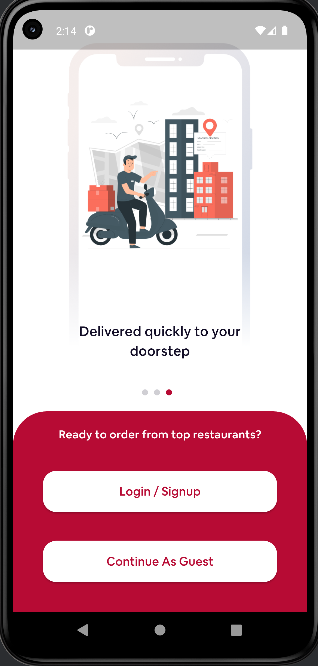 2:14
Delivered quickly to your
doorstep
Ready to order from top restaurants?
Login / Signup
Continue As Guest